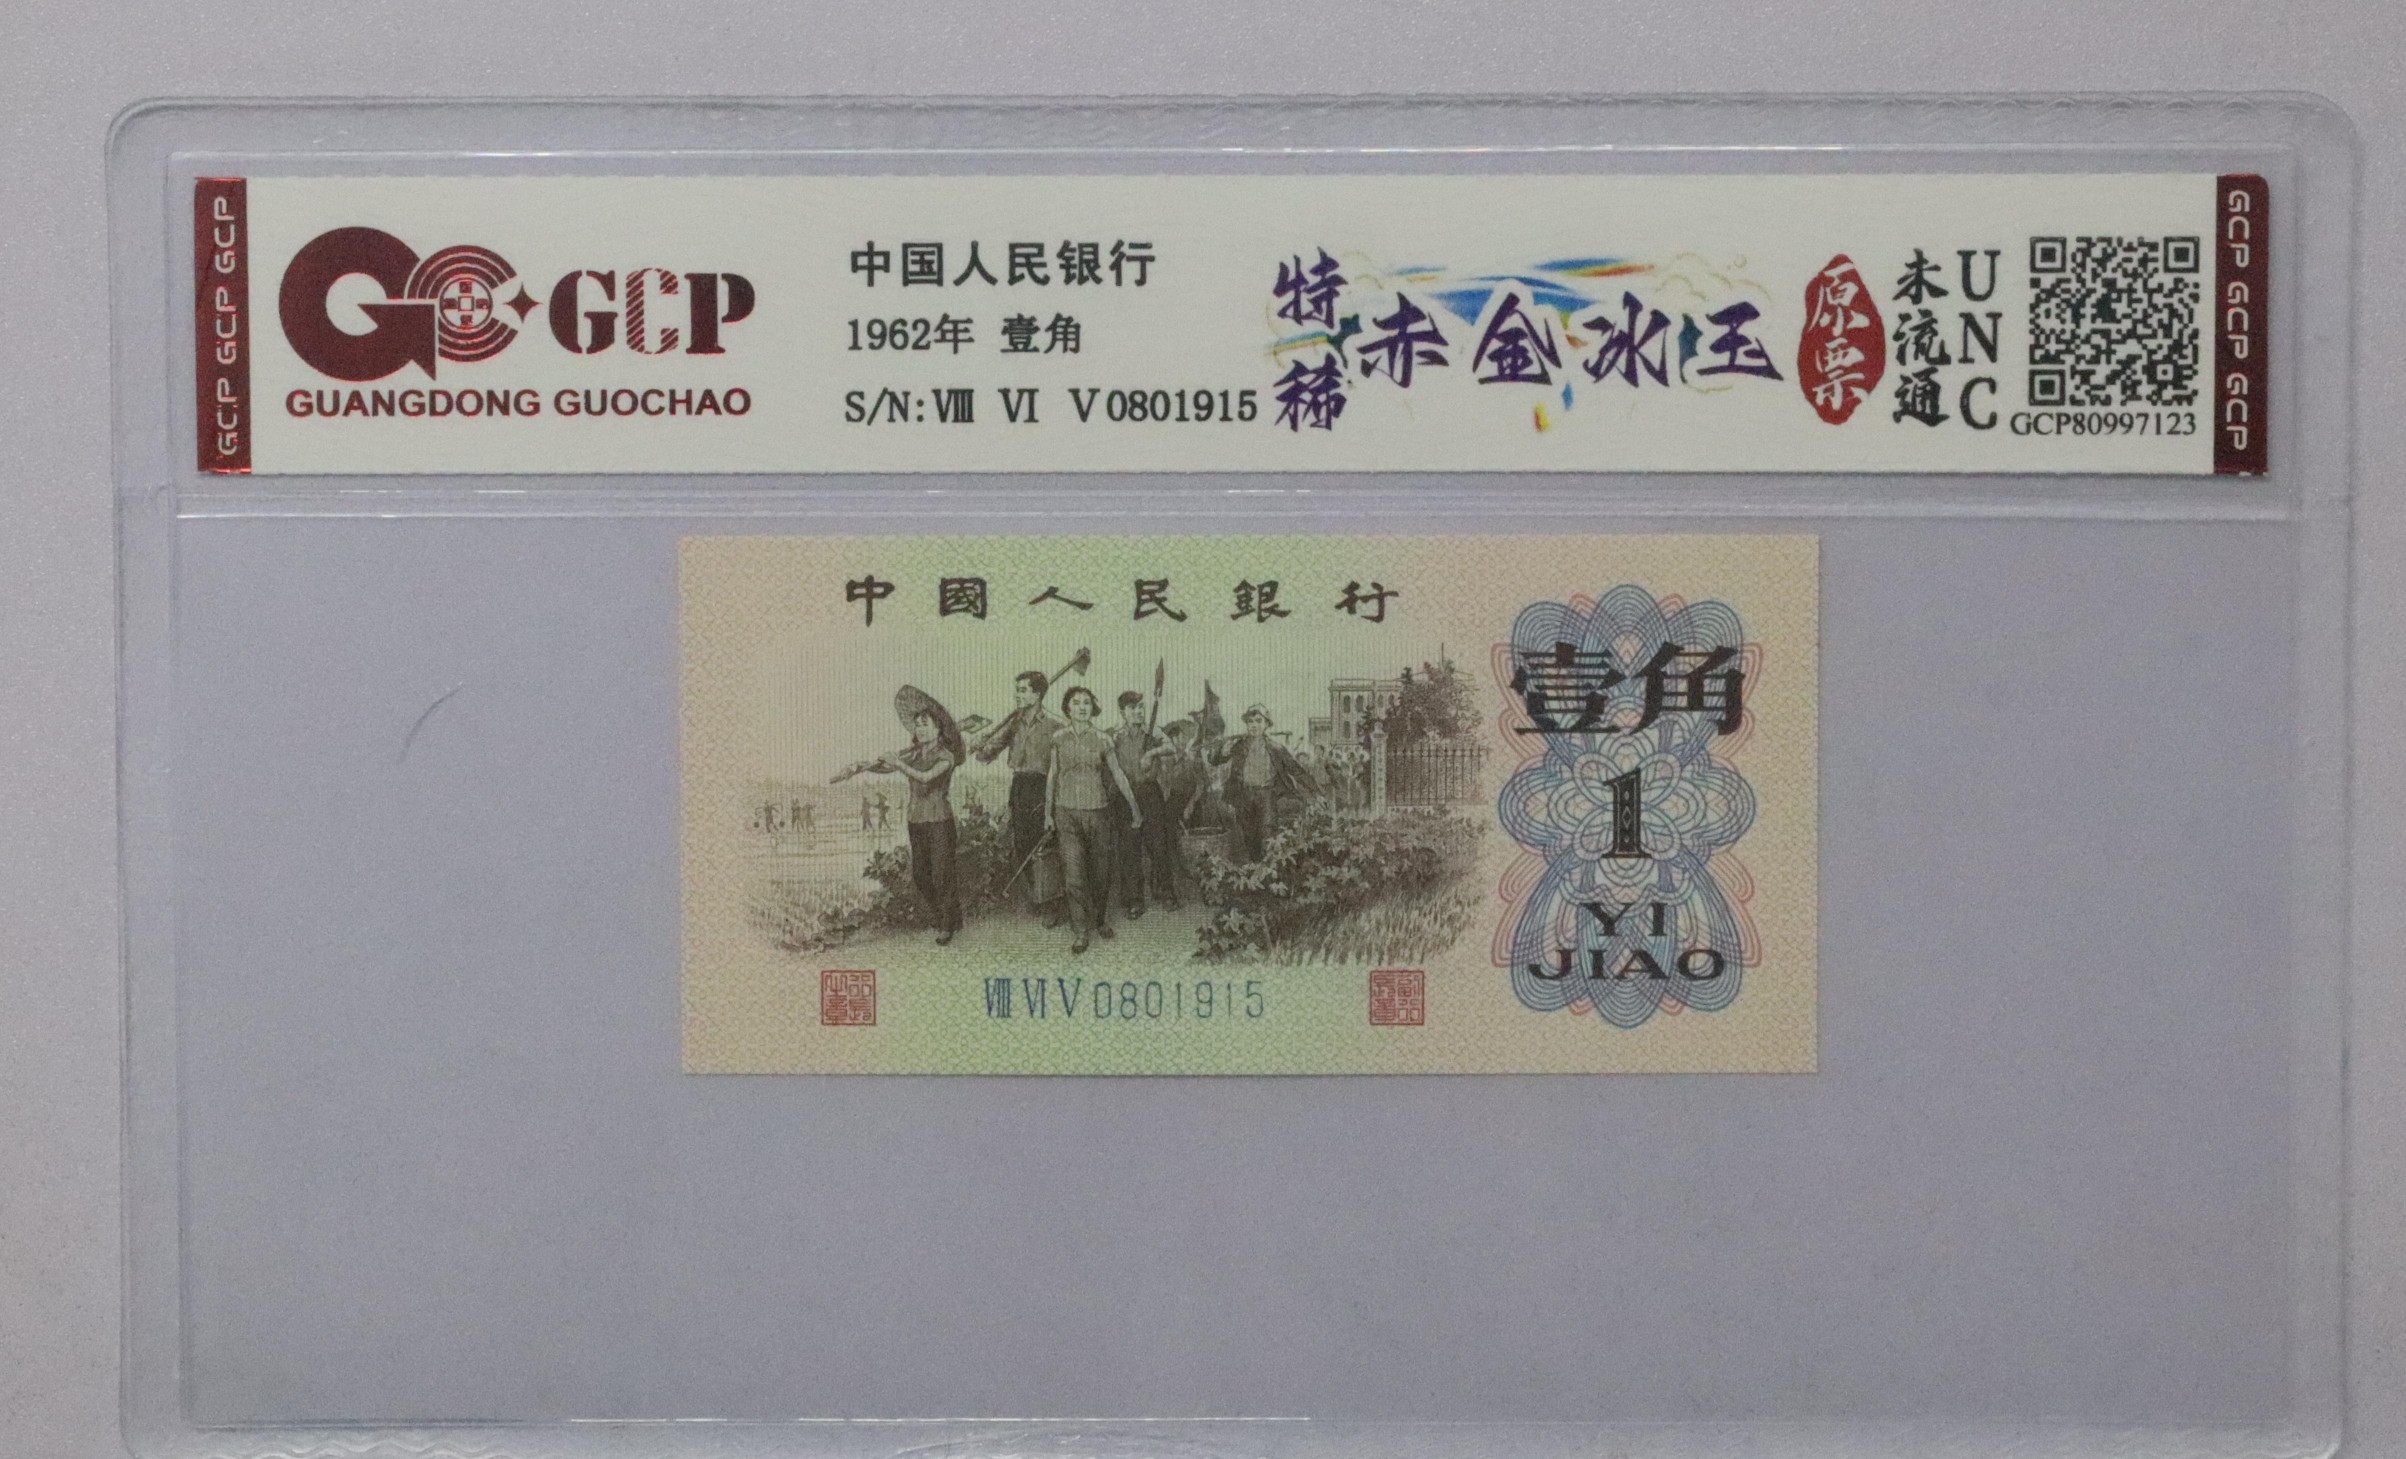 GCP GCP GCP
GCP
GUANGDONG GUOCHAO
中国人民银行
1962年 壹角
S/N: Ⅷ Ⅵ Ⅴ 0801915
特稀
赤金冰玉
原票
未流通
UNC
GCP80997123
GCP GCP GCP
中國人民銀行
壹角
1
YI
JIAO
Ⅷ Ⅵ Ⅴ 0801915